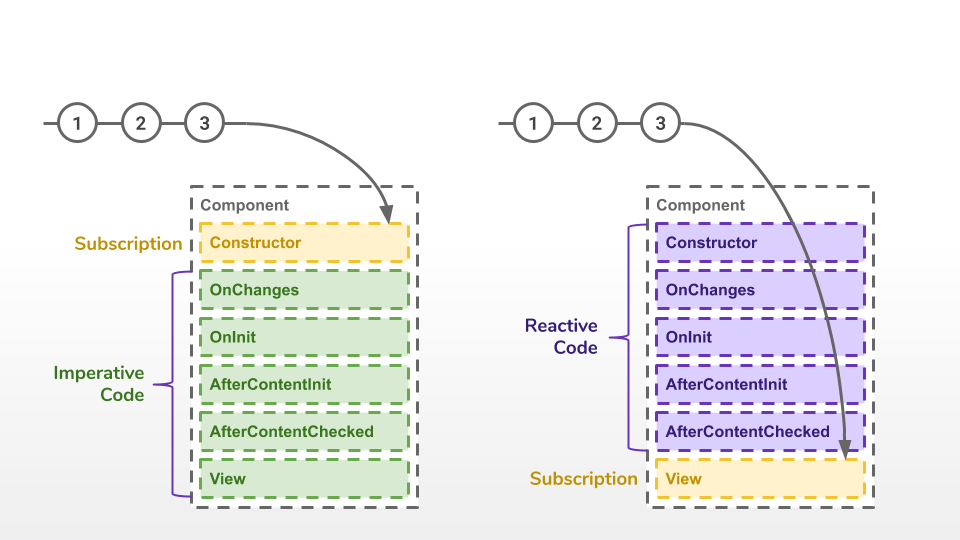 1 2 3
Component
Subscription
Constructor
OnChanges
OnInit
Imperative
Code
AfterContentInit
AfterContentChecked
View
1 2 3
Component
Constructor
OnChanges
Reactive
Code
OnInit
AfterContentInit
AfterContentChecked
Subscription
View